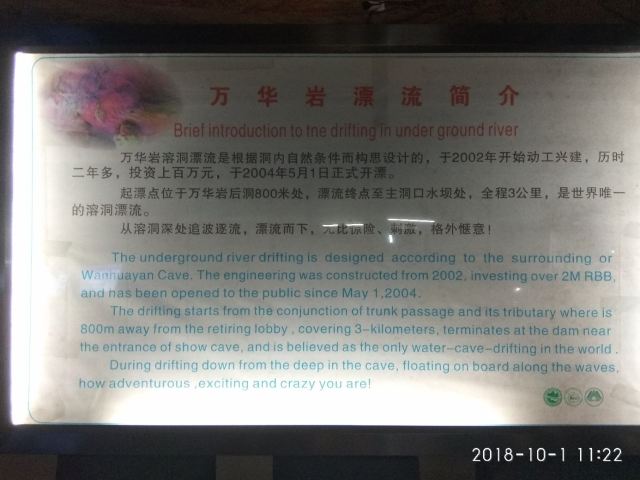 万华岩漂流简介
Brief introduction to tne drifting in under ground river
万华岩溶洞漂流是根据洞内自然条件而构思设计的，于2002年开始动工兴建，历时
二年多，投资上百万元，于2004年5月1日正式开漂。
起漂点位于万华岩后洞800米处，漂流终点至主洞口水坝处，全程3公里，是世界唯一
的溶洞漂流。
从溶洞深处追波逐流，漂流而下，无比惊险、刺激，格外惬意！
The underground river drifting is designed according to the surrounding or
Wanhuayan Cave. The engineering was constructed from 2002, investing over 2M RBB,
and nas been opened to the public since May 1,2004.
The drifting starts from the conjunction of trunk passage and its tributary where is
800m away from the retiring lobby , covering 3-kilometers, terminates at the dam near
the entrance of show cave, and is believed as the only water-cave-drifting in the world .
During drifting down from the deep in the cave, floating on board along the waves,
how adventurous ,exciting and crazy you are!
2018-10-1 11:22